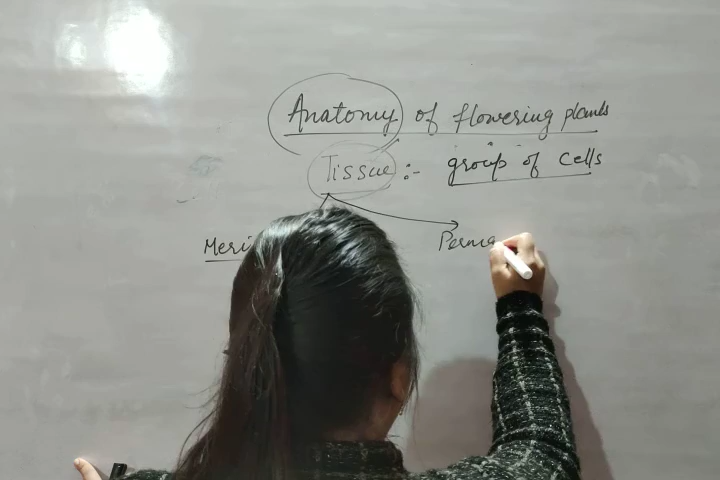 Anatomy of flowering plants
Tissue :- group of cells
Meri Perma